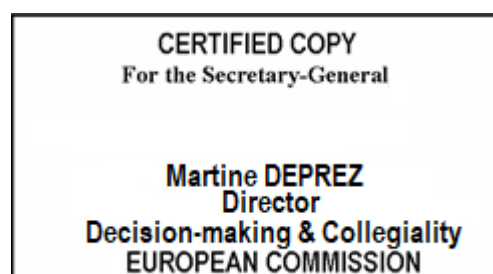 CERTIFIED COPY
For the Secretary-General
Martine DEPREZ
Director
Decision-making & Collegiality
EUROPEAN COMMISSION